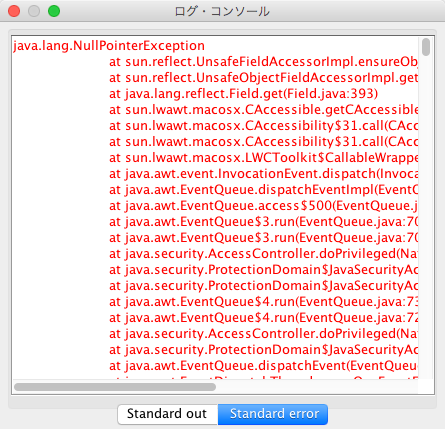 ログ・コンソール
java.lang.NullPointerException
at sun.reflect.UnsafeFieldAccessorImpl.ensureObj
at sun.reflect.UnsafeObjectFieldAccessorImpl.get
at java.lang.reflect.Field.get(Field.java:393)
at sun.lwawt.macosx.CAccessible.getCAccessible
at sun.lwawt.macosx.CAccessibility$31.call(CAcc
at sun.lwawt.macosx.CAccessibility$31.call(CAcc
at sun.lwawt.macosx.LWCToolkit$CallableWrappe
at java.awt.event.InvocationEvent.dispatch(Invoca
at java.awt.EventQueue.dispatchEventImpl(EventQ
at java.awt.EventQueue.access$500(EventQueue.j
at java.awt.EventQueue$3.run(EventQueue.java:70
at java.awt.EventQueue$3.run(EventQueue.java:70
at java.security.AccessController.doPrivileged(Nat
at java.security.ProtectionDomain$JavaSecurityAc
at java.security.ProtectionDomain$JavaSecurityAc
at java.awt.EventQueue$4.run(EventQueue.java:73
at java.awt.EventQueue$4.run(EventQueue.java:72
at java.security.AccessController.doPrivileged(Nat
at java.security.ProtectionDomain$JavaSecurityAc
at java.awt.EventQueue.dispatchEvent(EventQueue
Standard out
Standard error